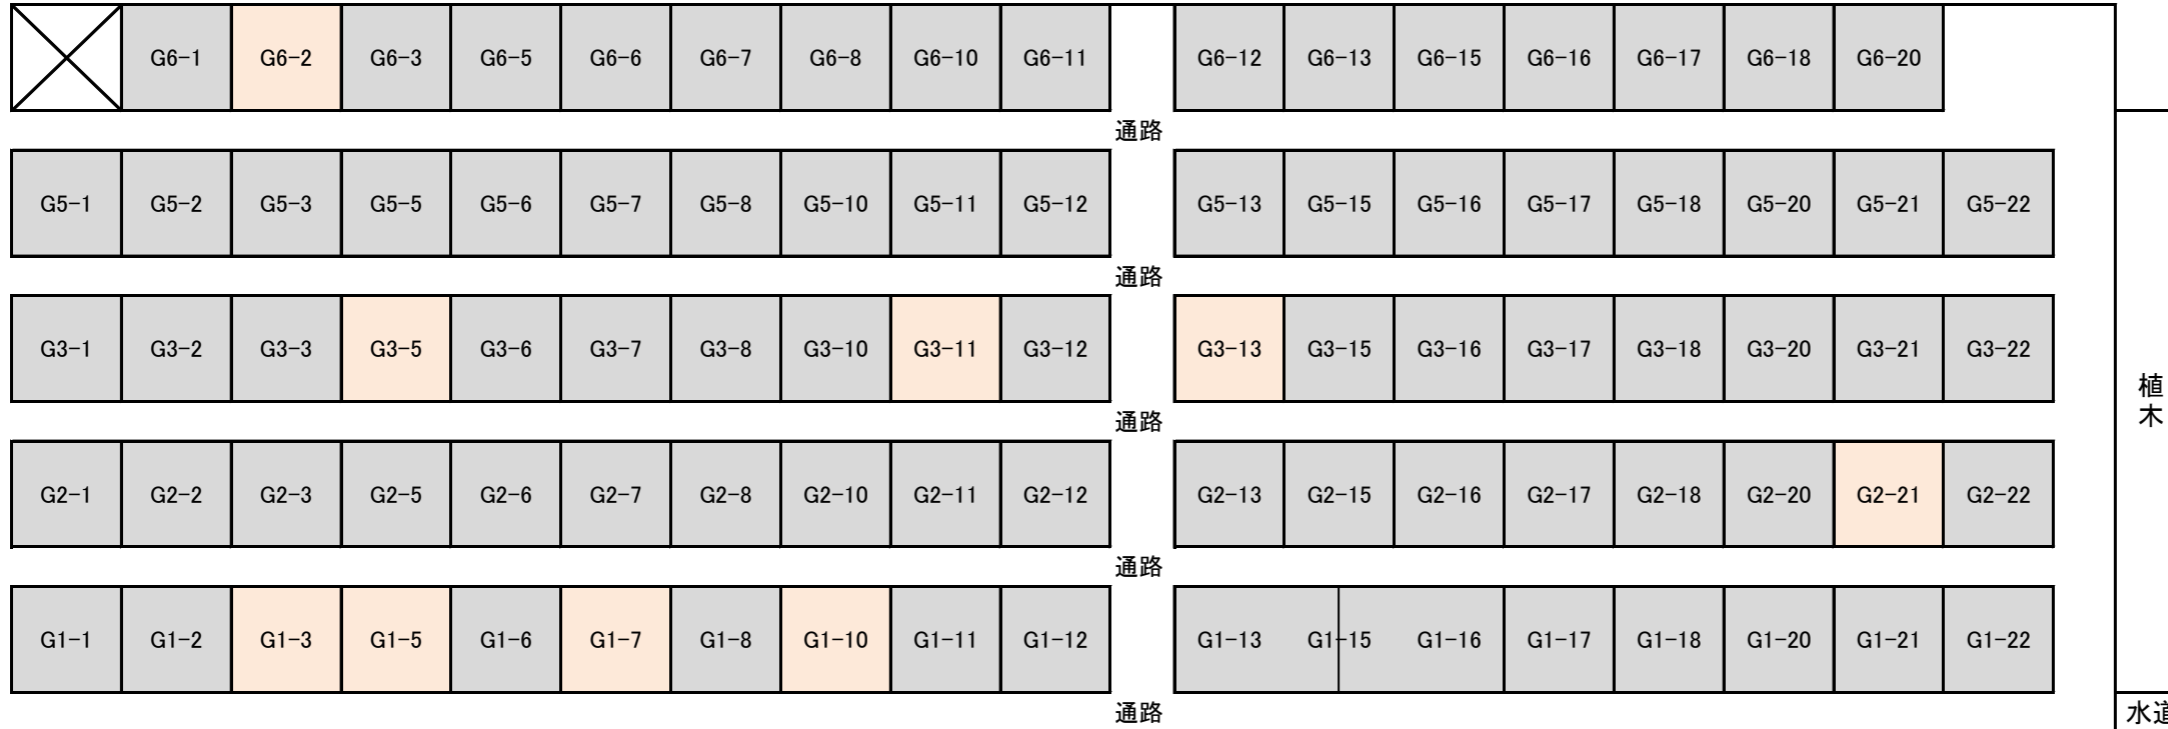 G6-1 G6-2 G6-3 G6-5 G6-6 G6-7 G6-8 G6-10 G6-11 G6-12 G6-13 G6-15 G6-16 G6-17 G6-18 G6-20
通路
G5-1 G5-2 G5-3 G5-5 G5-6 G5-7 G5-8 G5-10 G5-11 G5-12 G5-13 G5-15 G5-16 G5-17 G5-18 G5-20 G5-21 G5-22
通路
G3-1 G3-2 G3-3 G3-5 G3-6 G3-7 G3-8 G3-10 G3-11 G3-12 G3-13 G3-15 G3-16 G3-17 G3-18 G3-20 G3-21 G3-22
植木
通路
G2-1 G2-2 G2-3 G2-5 G2-6 G2-7 G2-8 G2-10 G2-11 G2-12 G2-13 G2-15 G2-16 G2-17 G2-18 G2-20 G2-21 G2-22
通路
G1-1 G1-2 G1-3 G1-5 G1-6 G1-7 G1-8 G1-10 G1-11 G1-12 G1-13 G1-15 G1-16 G1-17 G1-18 G1-20 G1-21 G1-22
通路
水道